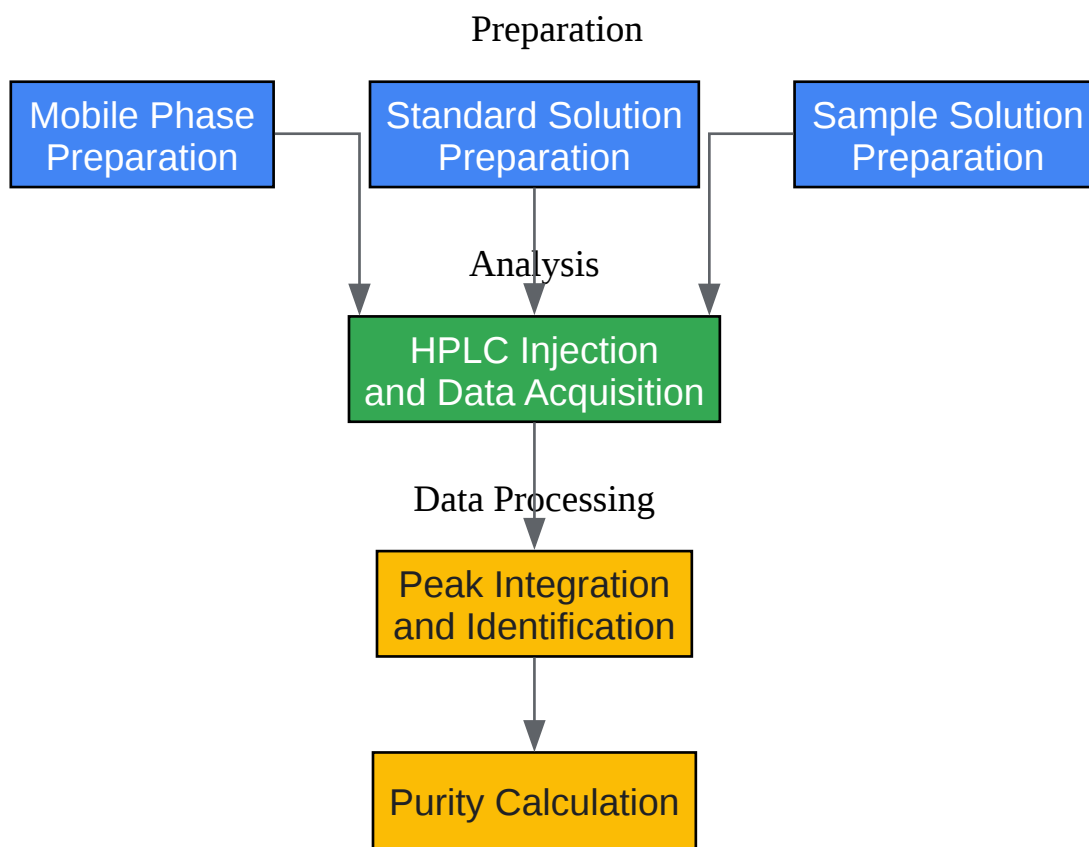 Preparation
Mobile Phase
Preparation
Standard Solution
Preparation
Sample Solution
Preparation
Analysis
HPLC Injection
and Data Acquisition
Data Processing
Peak Integration
and Identification
Purity Calculation